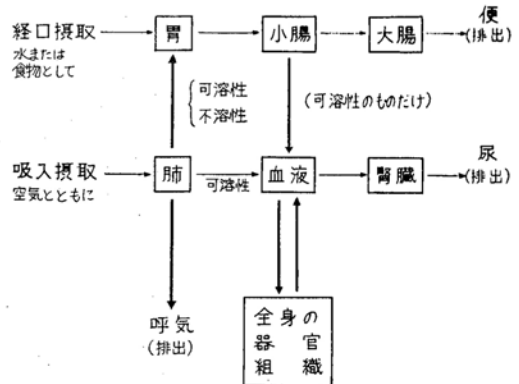 経口摂取
水または
食物として
胃
小腸
大腸
便
(排出)
可溶性
不溶性
(可溶性のものだけ)
吸入摂取
空気とともに
肺
可溶性
血液
腎臓
尿
(排出)
呼気
(排出)
全身の
器官
組織